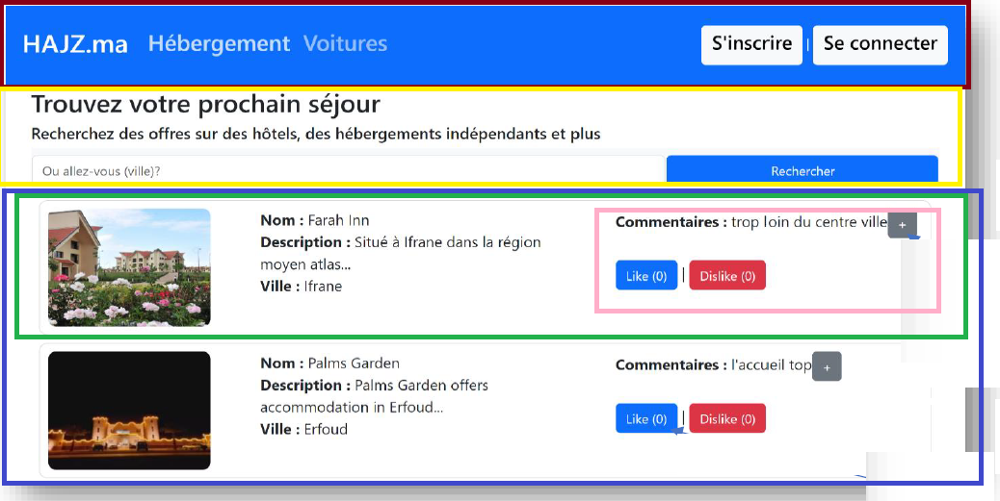 HAJZ.ma Hébergement Voitures S'inscrire | Se connecter
Trouvez votre prochain séjour
Recherchez des offres sur des hôtels, des hébergements indépendants et plus
Ou allez-vous (ville)? Rechercher
Nom : Farah Inn
Description : Situé à Ifrane dans la région
moyen atlas...
Ville : Ifrane
Commentaires : trop loin du centre ville +
Like (0) | Dislike (0)
Nom : Palms Garden
Description : Palms Garden offers
accommodation in Erfoud...
Ville : Erfoud
Commentaires : l'accueil top +
Like (0) | Dislike (0)